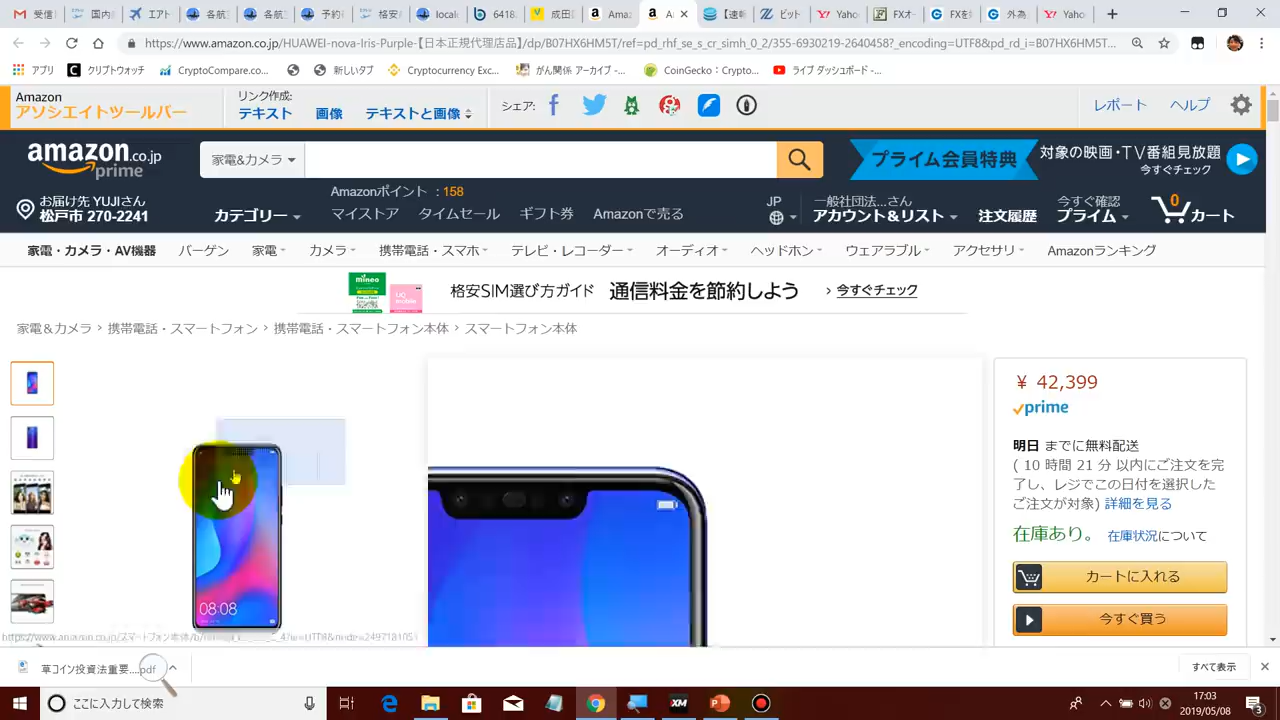 各航
航
エアト
各航
各航
予約
格安
local
6418
成田
Amaz
Ar
【速報
ビット
Yaho
FXオー
FXを
外為
Yaho
https://www.amazon.co.jp/HUAWEI-nova-Iris-Purple-【日本正規代理店品】/dp/B07HX6HM5T/ref=pd_rhf_se_s_cr_simh_0_2/355-6930219-2640458?_encoding=UTF8&pd_rd_i=B07HX6HM5T...
アプリ
クリプトウォッチ
CryptoCompare.co...
新しいタブ
Cryptocurrency Exc...
がん関係 アーカイブ -...
CoinGecko：Crypto...
ライブ ダッシュボード -...
Amazon
アソシエイトツールバー
リンク作成:
テキスト 画像 テキストと画像
シェア:
レポート ヘルプ
amazon.co.jp
prime
家電&カメラ
プライム会員特典
対象の映画・TV番組見放題
今すぐチェック
お届け先 YUJIさん
松戸市 270-2241
カテゴリー
Amazonポイント ：158
マイストア タイムセール ギフト券 Amazonで売る
JP
一般社団法...さん
アカウント&リスト
注文履歴
今すぐ確認
プライム
0
カート
家電・カメラ・AV機器 バーゲン 家電 カメラ 携帯電話・スマホ テレビ・レコーダー オーディオ ヘッドホン ウェアラブル アクセサリ Amazonランキング
mineo
UQ
mobile
格安SIM選び方ガイド 通信料金を節約しよう › 今すぐチェック
家電＆カメラ › 携帯電話・スマートフォン › 携帯電話・スマートフォン本体 › スマートフォン本体
08:08
￥ 42,399
prime
明日 までに無料配送
( 10 時間 21 分 以内にご注文を完
了し、レジでこの日付を選択した
ご注文が対象) 詳細を見る
在庫あり。 在庫状況について
カートに入れる
今すぐ買う
草コイン投資法重要....pdf
すべて表示
ここに入力して検索
XM
17:03
2019/05/08
3